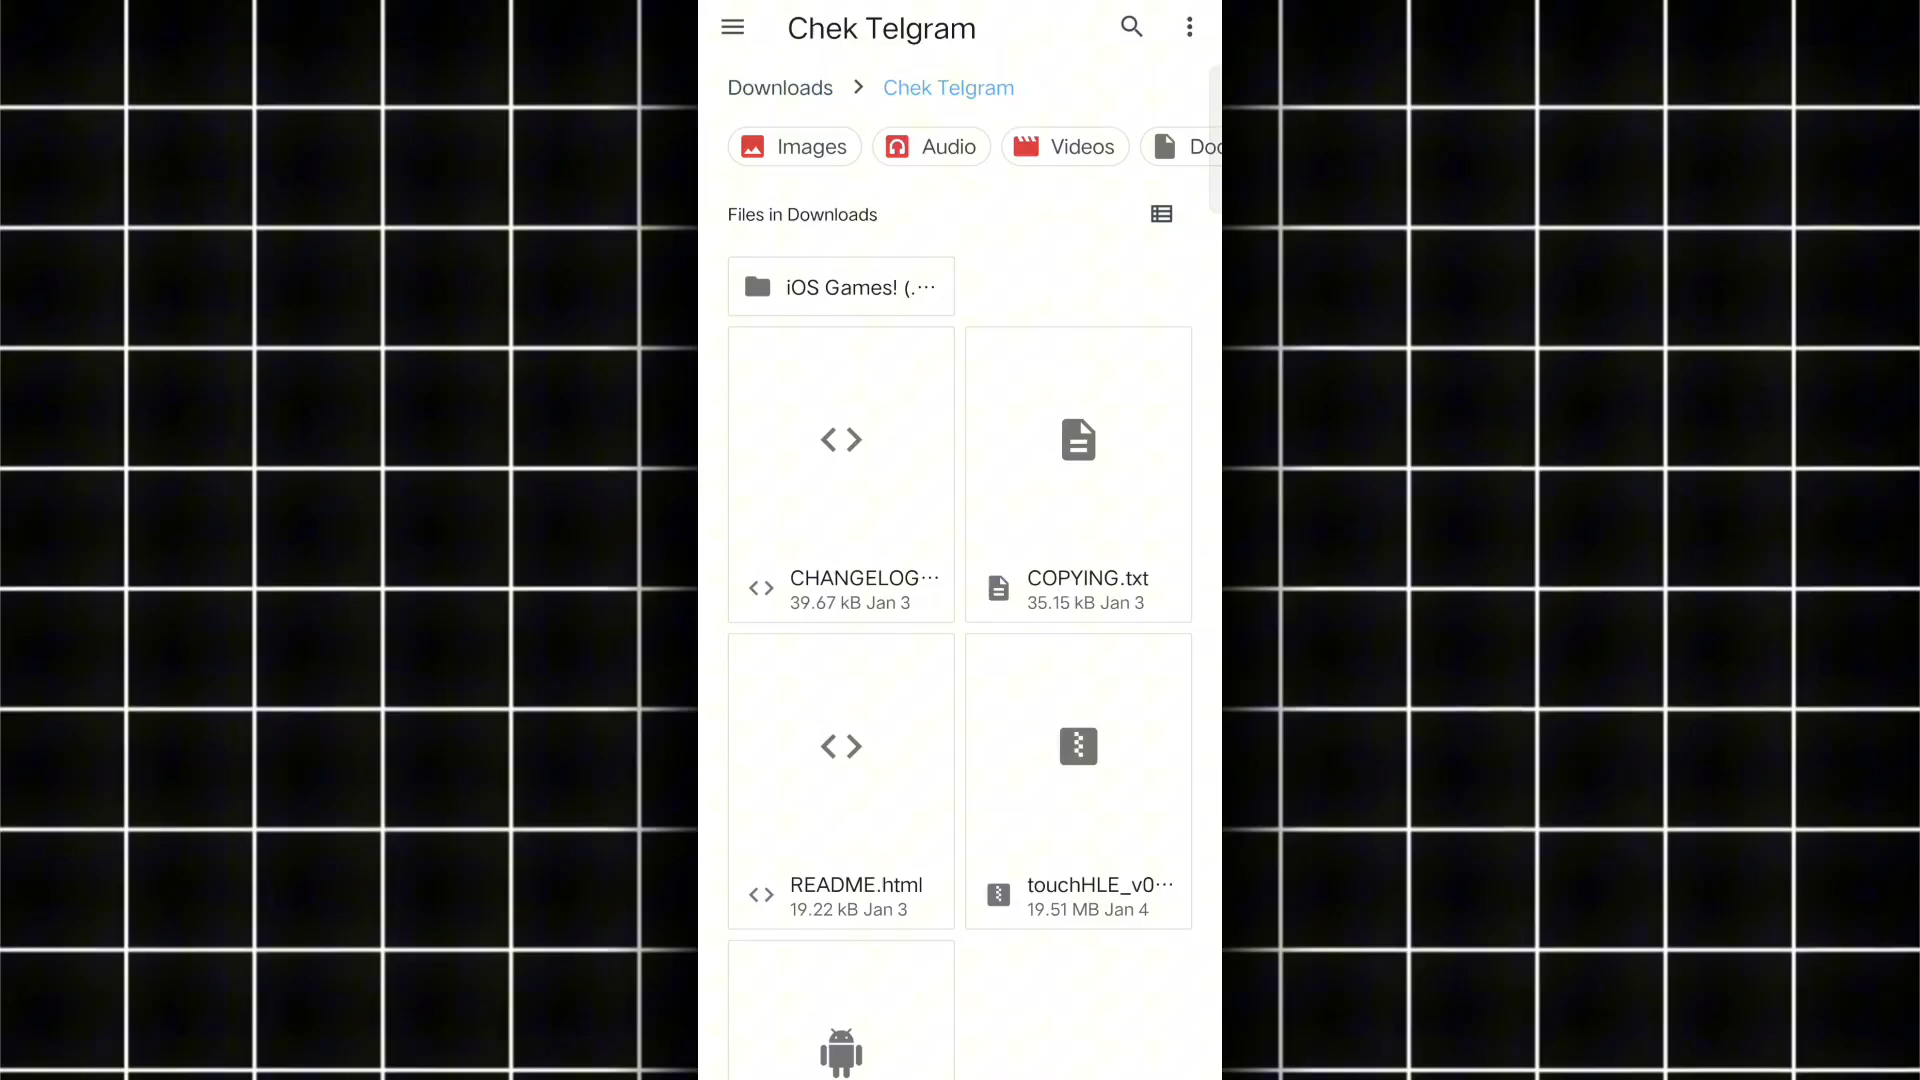 Chek Telgram
Downloads > Chek Telgram
Images Audio Videos Doc
Files in Downloads
iOS Games! (.…
CHANGELOG…
39.67 kB Jan 3
COPYING.txt
35.15 kB Jan 3
README.html
19.22 kB Jan 3
touchHLE_v0…
19.51 MB Jan 4